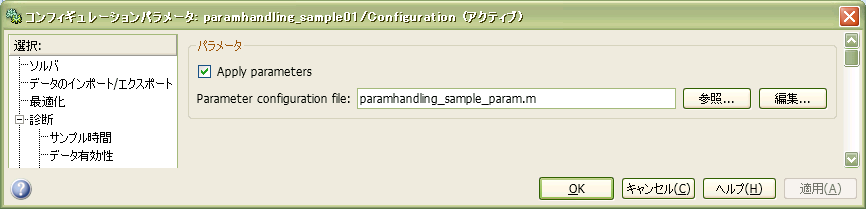 コンフィギュレーションパラメータ: paramhandling_sample01/Configuration (アクティブ)
選択:
ソルバ
データのインポート/エクスポート
最適化
診断
サンプル時間
データ有効性
パラメータ
Apply parameters
Parameter configuration file: paramhandling_sample_param.m 参照... 編集...
OK キャンセル(C) ヘルプ(H) 適用(A)